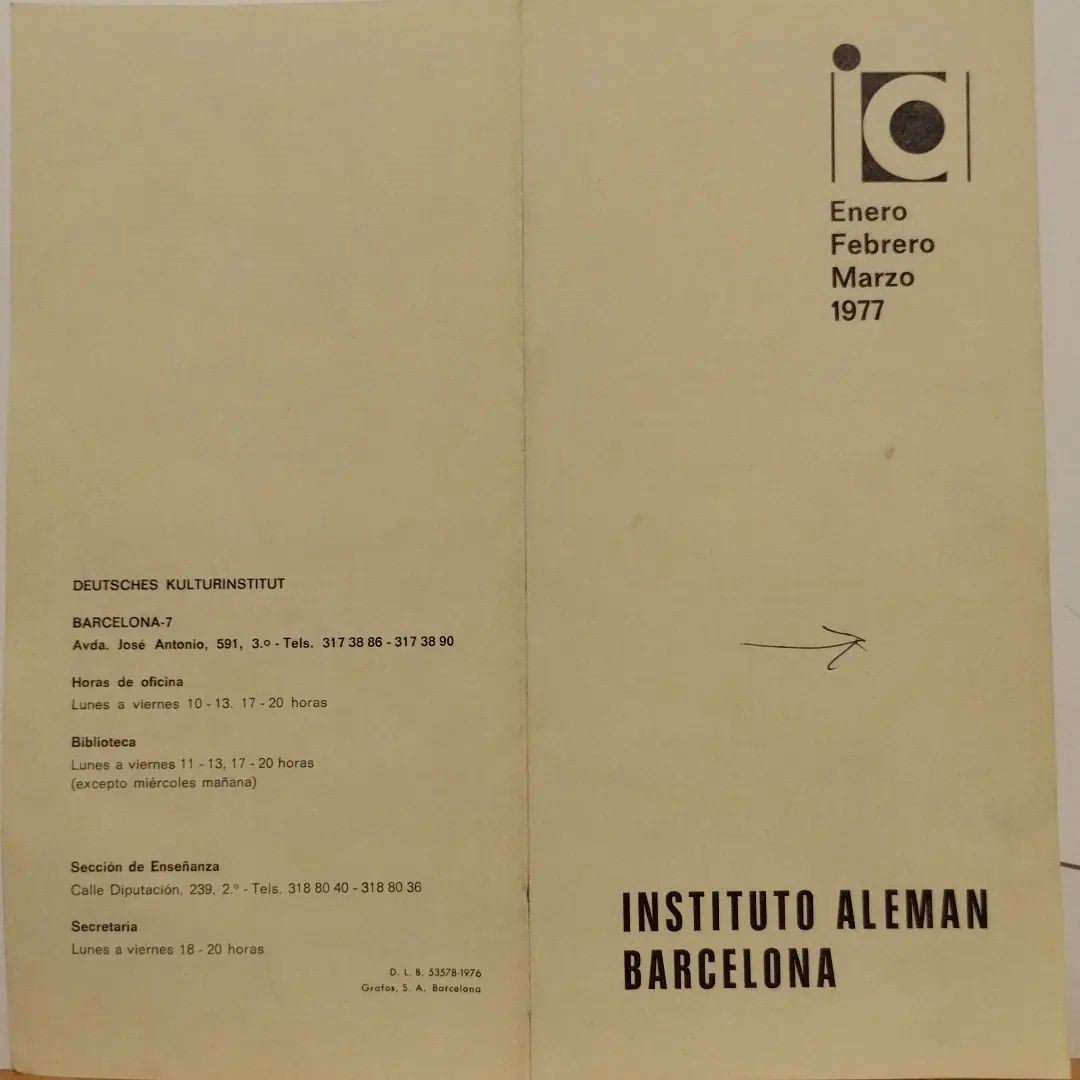 DEUTSCHES KULTURINSTITUT
BARCELONA-7
Avda. José Antonio, 591, 3.º - Tels. 317 38 86 - 317 38 90
Horas de oficina
Lunes a viernes 10 - 13. 17 - 20 horas
Biblioteca
Lunes a viernes 11 - 13, 17 - 20 horas
(excepto miércoles mañana)
Sección de Enseñanza
Calle Diputación, 239, 2.º - Tels. 318 80 40 - 318 80 36
Secretaria
Lunes a viernes 18 - 20 horas
D. L. B. 53578-1976
Grafos, S. A. Barcelona
ia
Enero
Febrero
Marzo
1977
INSTITUTO ALEMAN
BARCELONA